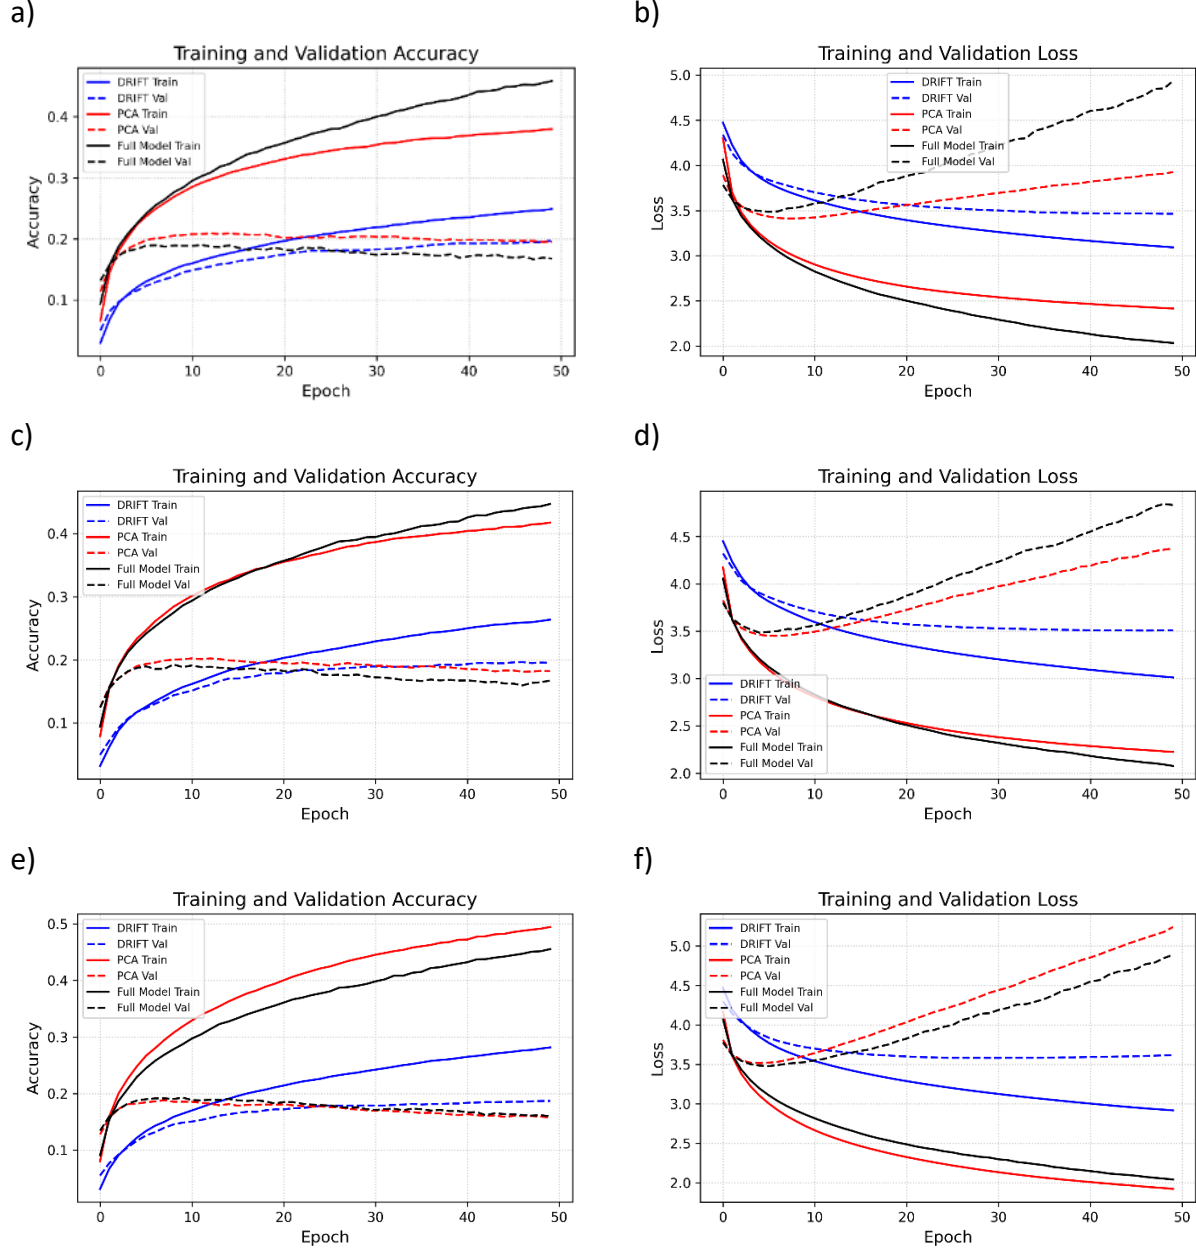 a)
Training and Validation Accuracy
DRIFT Train
DRIFT Val
PCA Train
PCA Val
Full Model Train
Full Model Val
0.4
0.3
0.2
0.1
Accuracy
0 10 20 30 40 50
Epoch
b)
Training and Validation Loss
DRIFT Train
DRIFT Val
PCA Train
PCA Val
Full Model Train
Full Model Val
5.0
4.5
4.0
3.5
3.0
2.5
2.0
Loss
0 10 20 30 40 50
Epoch
c)
Training and Validation Accuracy
DRIFT Train
DRIFT Val
PCA Train
PCA Val
Full Model Train
Full Model Val
0.4
0.3
0.2
0.1
Accuracy
0 10 20 30 40 50
Epoch
d)
Training and Validation Loss
4.5
4.0
3.5
3.0
2.5
2.0
Loss
DRIFT Train
DRIFT Val
PCA Train
PCA Val
Full Model Train
Full Model Val
0 10 20 30 40 50
Epoch
e)
Training and Validation Accuracy
DRIFT Train
DRIFT Val
PCA Train
PCA Val
Full Model Train
Full Model Val
0.5
0.4
0.3
0.2
0.1
Accuracy
0 10 20 30 40 50
Epoch
f)
Training and Validation Loss
DRIFT Train
DRIFT Val
PCA Train
PCA Val
Full Model Train
Full Model Val
5.0
4.5
4.0
3.5
3.0
2.5
2.0
Loss
0 10 20 30 40 50
Epoch